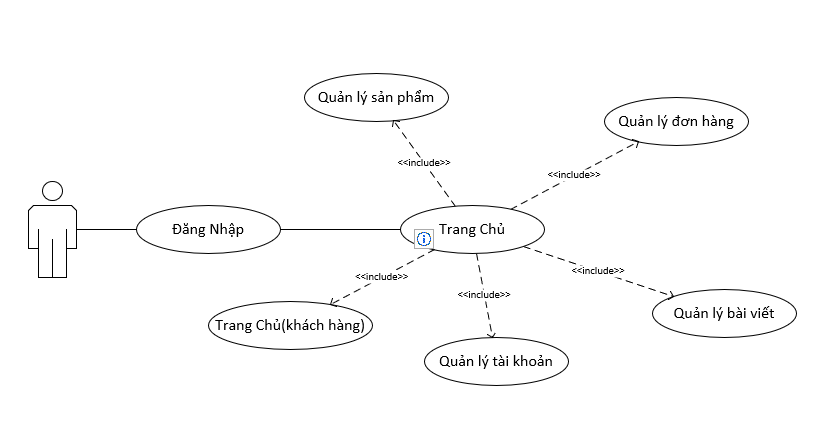 Quản lý sản phẩm
Quản lý đơn hàng
<<include>>
<<include>>
Đăng Nhập
Trang Chủ
<<include>>
<<include>>
<<include>>
Quản lý bài viết
Trang Chủ(khách hàng)
Quản lý tài khoản